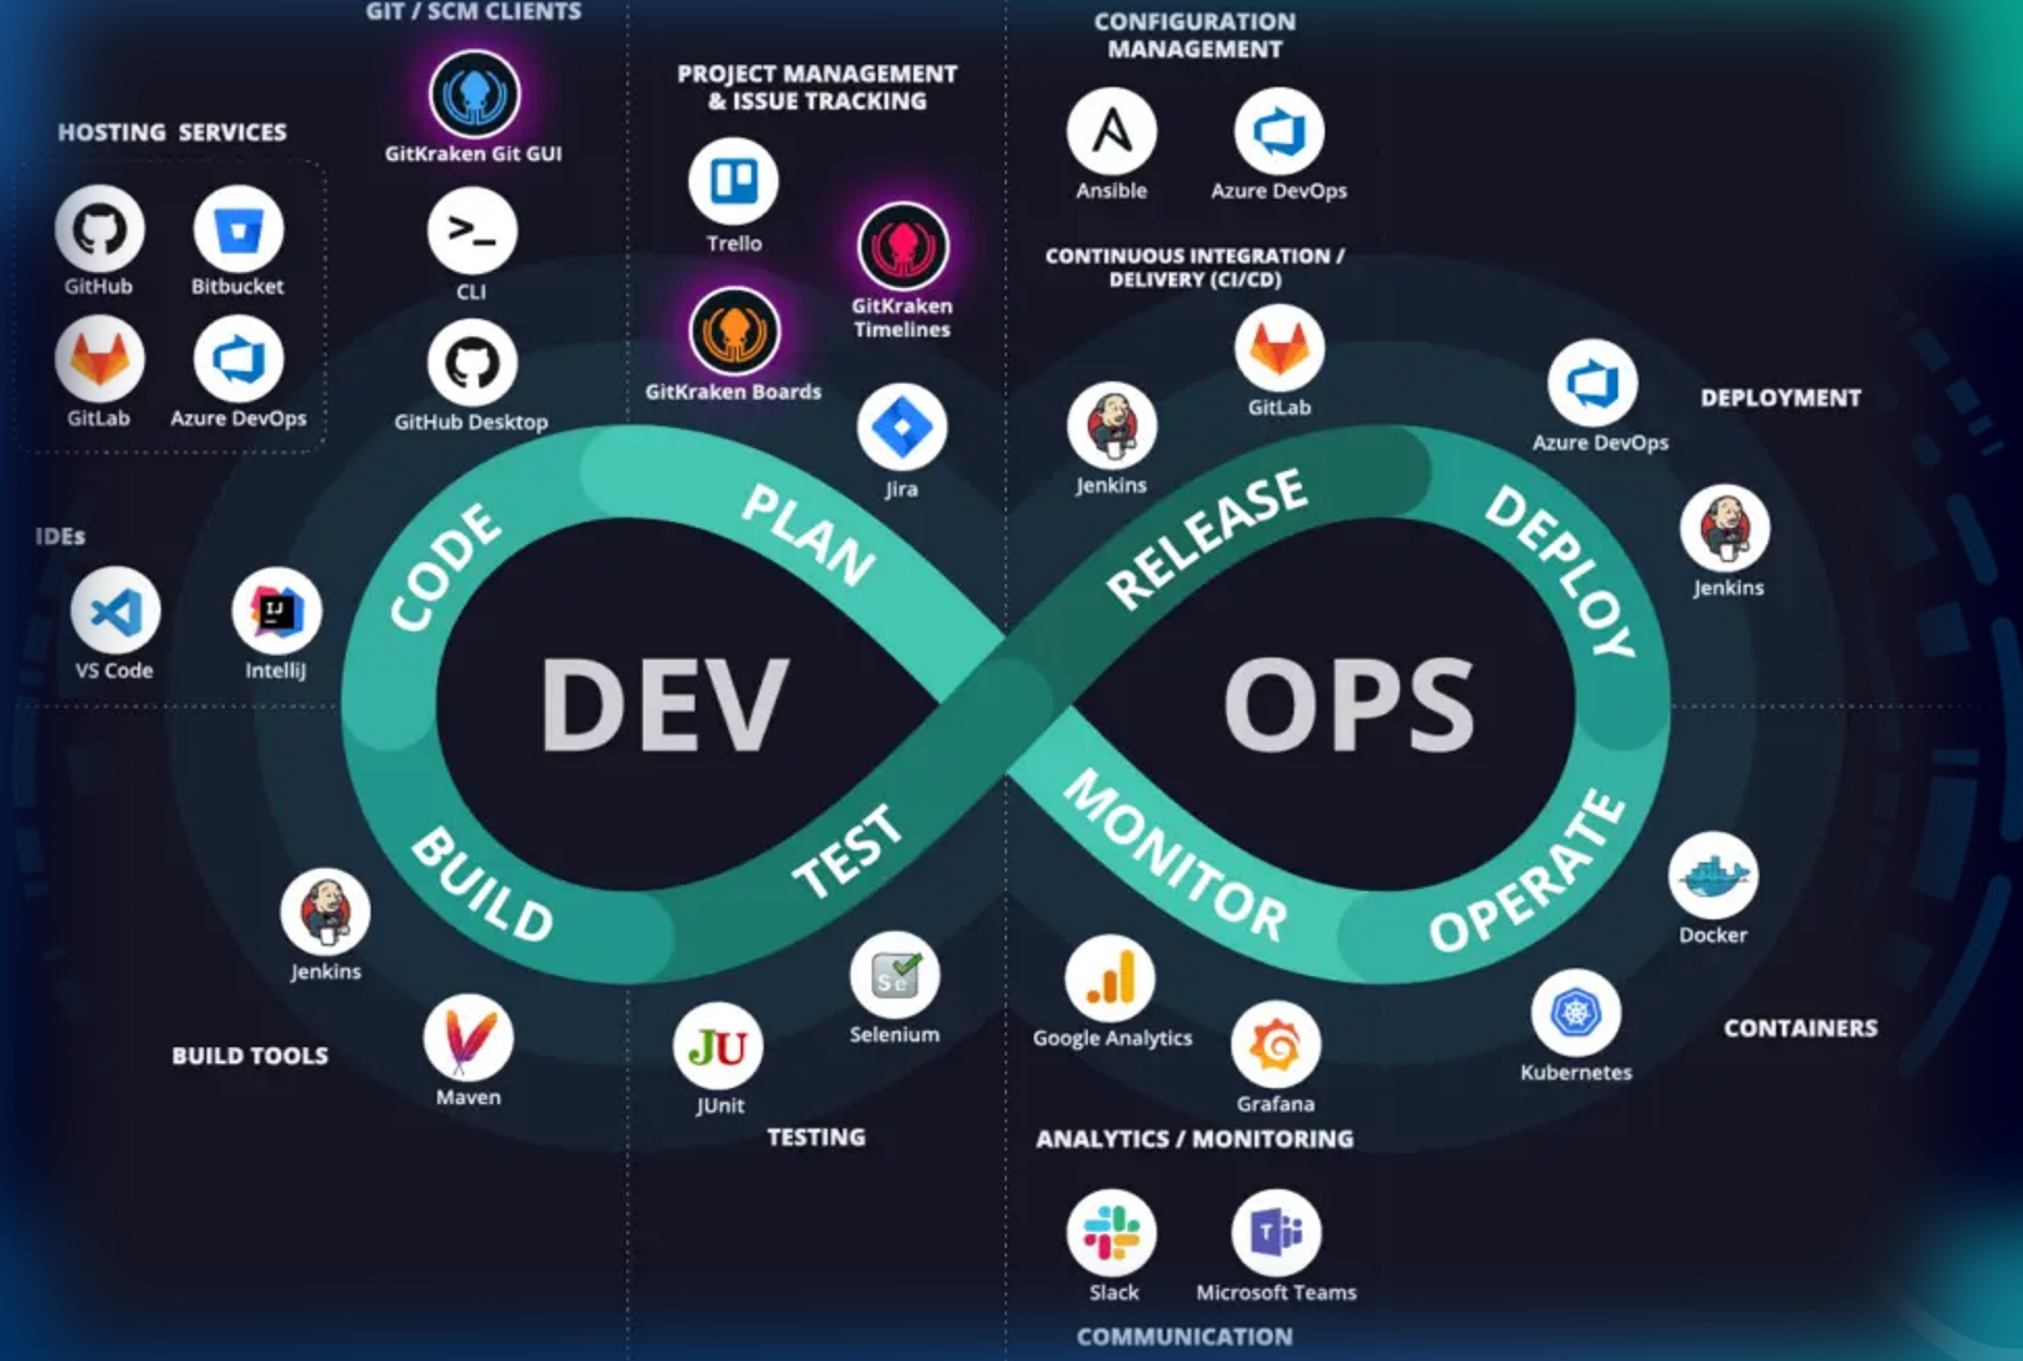 GIT / SCM CLIENTS
GitKraken Git GUI
CLI
GitHub Desktop
HOSTING SERVICES
GitHub
Bitbucket
GitLab
Azure DevOps
IDEs
VS Code
IntelliJ
IJ
PROJECT MANAGEMENT
& ISSUE TRACKING
Trello
GitKraken
Timelines
GitKraken Boards
Jira
CONFIGURATION
MANAGEMENT
Ansible
Azure DevOps
CONTINUOUS INTEGRATION /
DELIVERY (CI/CD)
GitLab
Jenkins
DEPLOYMENT
Azure DevOps
Jenkins
CODE
PLAN
RELEASE
DEPLOY
DEV
OPS
BUILD
TEST
MONITOR
OPERATE
Jenkins
Maven
BUILD TOOLS
Se
Selenium
JU
JUnit
TESTING
Google Analytics
Grafana
ANALYTICS / MONITORING
Docker
Kubernetes
CONTAINERS
Slack
T
Microsoft Teams
COMMUNICATION